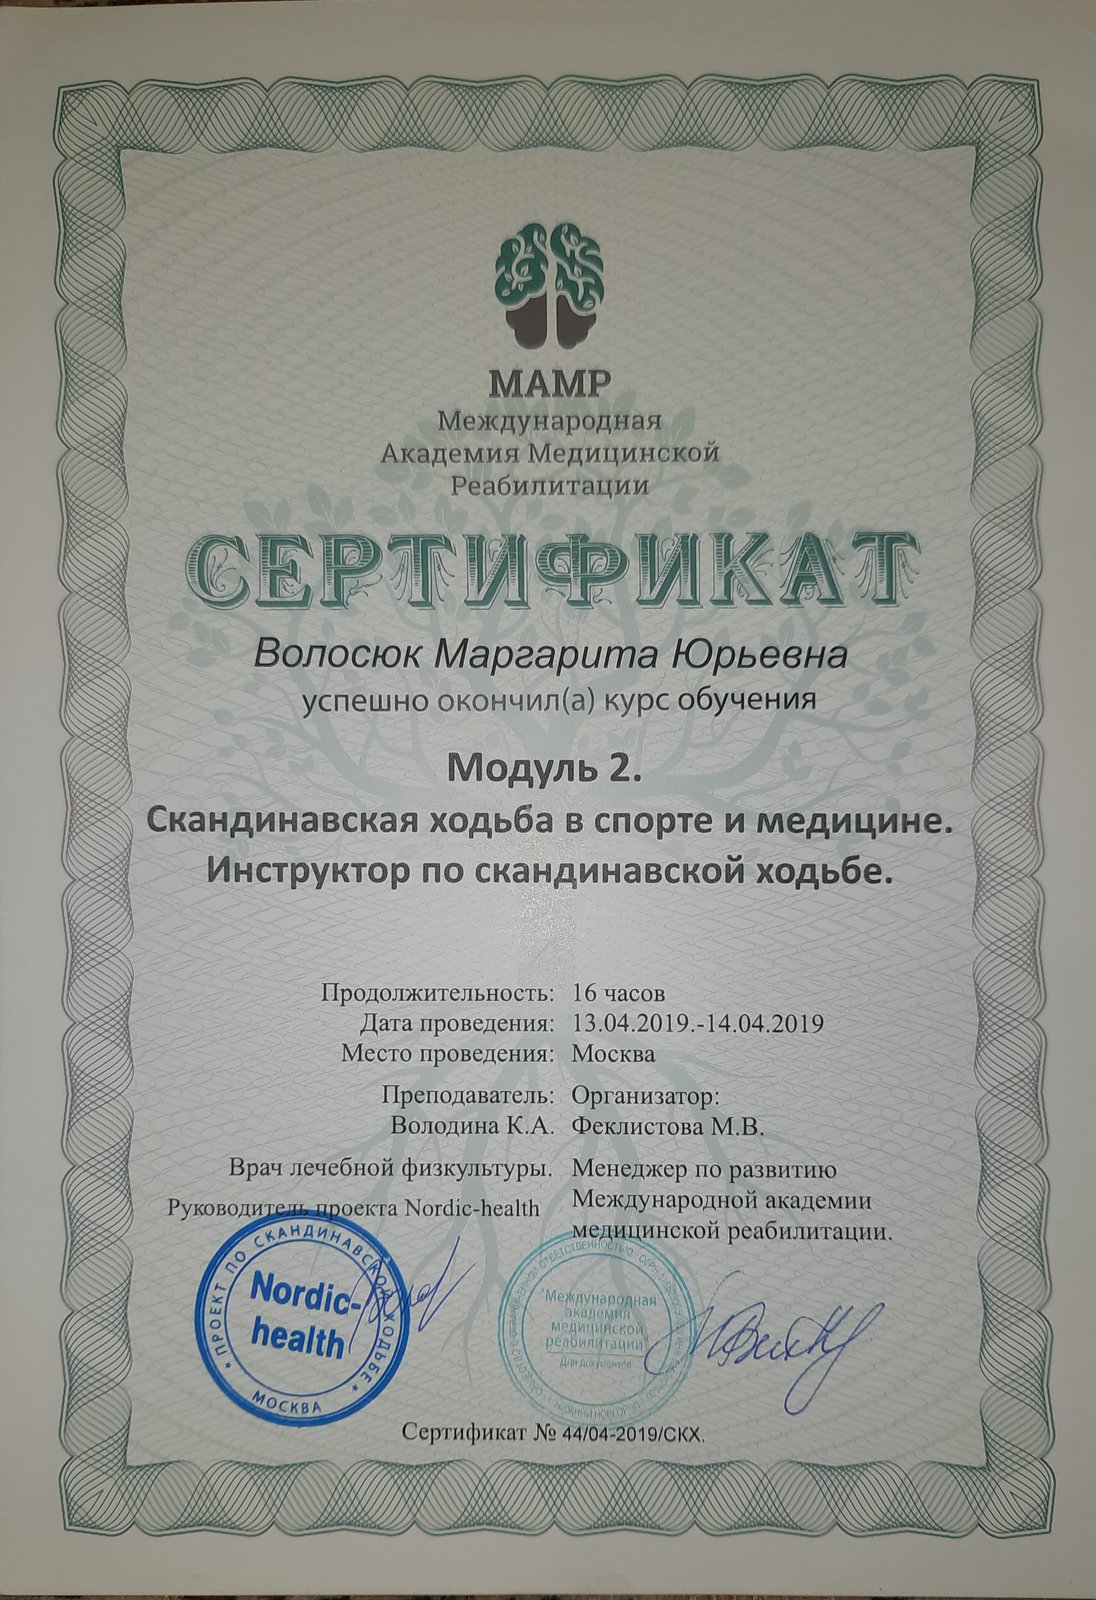 МАМР
Международная
Академия Медицинской
Реабилитации
СЕРТИФИКАТ
Волосюк Маргарита Юрьевна
успешно окончил(а) курс обучения
Модуль 2.
Скандинавская ходьба в спорте и медицине.
Инструктор по скандинавской ходьбе.
Продолжительность: 16 часов
Дата проведения: 13.04.2019.-14.04.2019
Место проведения: Москва
Преподаватель: Организатор:
Володина К.А. Феклистова М.В.
Врач лечебной физкультуры. Менеджер по развитию
Руководитель проекта Nordic-health Международной академии
медицинской реабилитации.
* ПРОЕКТ ПО СКАНДИНАВСКОЙ ХОДЬБЕ *
Nordic-
health
МОСКВА
"Международная
академия
медицинской
реабилитации"
Для документов
НИЖНИЙ НОВГОРОД
Сертификат № 44/04-2019/СКХ.